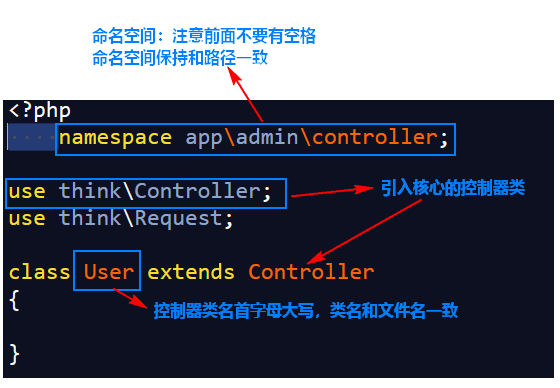 命名空间：注意前面不要有空格
命名空间保持和路径一致
<?php
namespace app\admin\controller;
use think\Controller;
引入核心的控制器类
use think\Request;
class User extends Controller
{
控制器类名首字母大写，类名和文件名一致
}